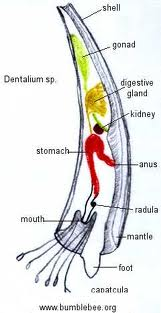 shell
gonad
Dentalium sp.
digestive
gland
kidney
stomach
anus
radula
mouth
mantle
foot
capatcula
www.bumblebee.org